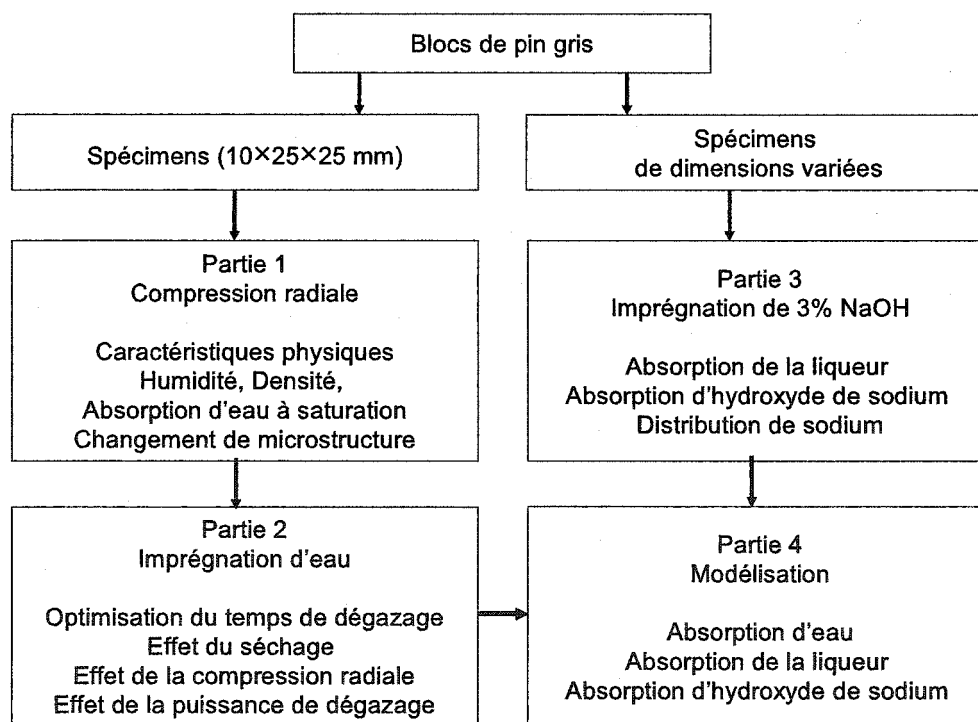 Blocs de pin gris
Spécimens (10×25×25 mm)
Spécimens
de dimensions variées
Partie 1
Compression radiale
Caractéristiques physiques
Humidité, Densité,
Absorption d'eau à saturation
Changement de microstructure
Partie 3
Imprégnation de 3% NaOH
Absorption de la liqueur
Absorption d'hydroxyde de sodium
Distribution de sodium
Partie 2
Imprégnation d'eau
Optimisation du temps de dégazage
Effet du séchage
Effet de la compression radiale
Effet de la puissance de dégazage
Partie 4
Modélisation
Absorption d'eau
Absorption de la liqueur
Absorption d'hydroxyde de sodium